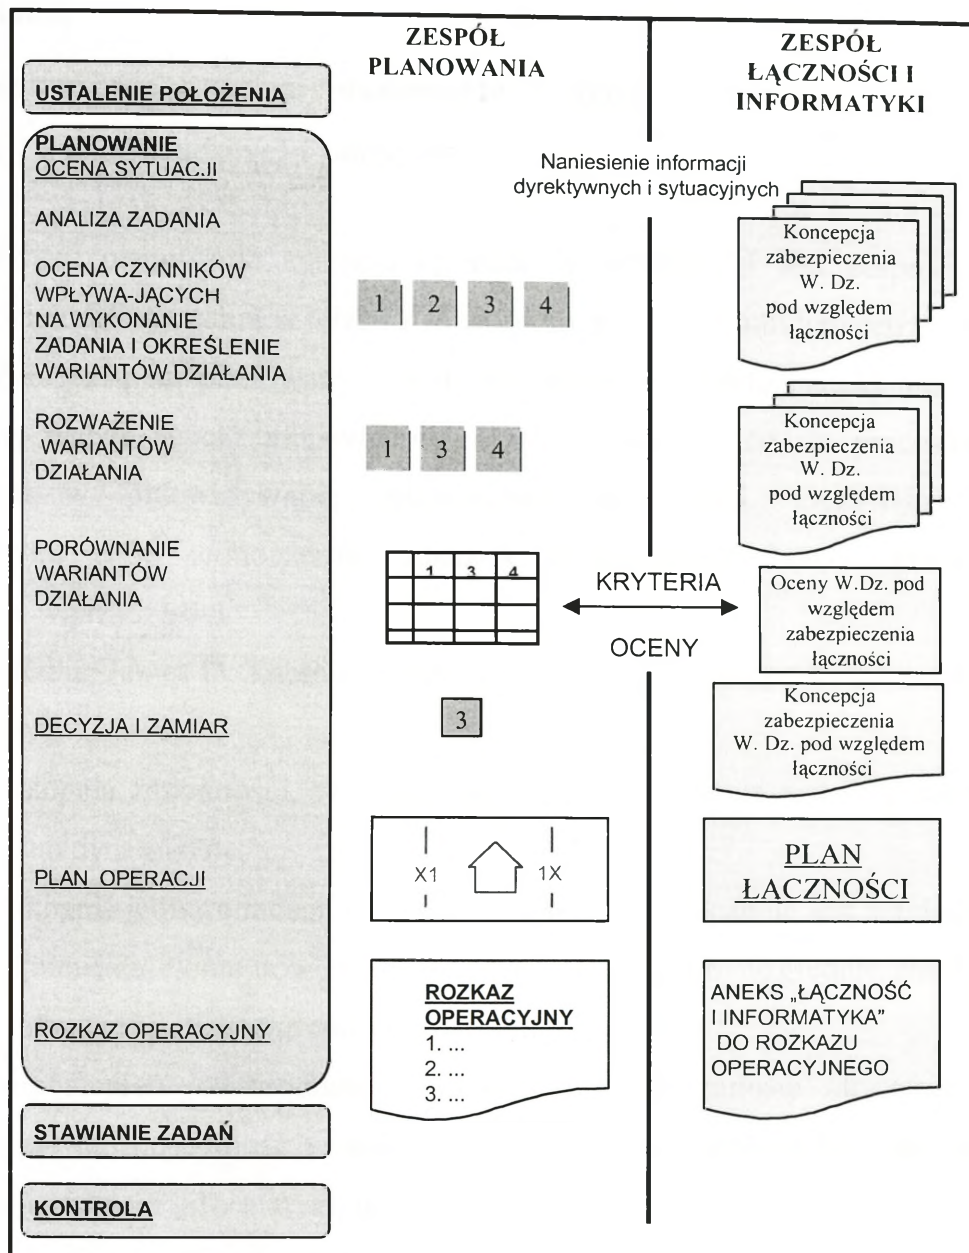 ZESPÓŁ
PLANOWANIA
ZESPÓŁ
ŁĄCZNOŚCI I
INFORMATYKI
USTALENIE POŁOŻENIA
PLANOWANIE
OCENA SYTUACJI
Naniesienie informacji
dyrektywnych i sytuacyjnych
ANALIZA ZADANIA
OCENA CZYNNIKÓW
WPŁYWA-JĄCYCH
NA WYKONANIE
ZADANIA I OKREŚLENIE
WARIANTÓW DZIAŁANIA
1 2 3 4
Koncepcja
zabezpieczenia
W. Dz.
pod względem
łączności
ROZWAŻENIE
WARIANTÓW
DZIAŁANIA
1 3 4
Koncepcja
zabezpieczenia
W. Dz.
pod względem
łączności
PORÓWNANIE
WARIANTÓW
DZIAŁANIA
1 3 4
KRYTERIA
OCENY
Oceny W.Dz. pod
względem
zabezpieczenia
łączności
DECYZJA I ZAMIAR
3
Koncepcja
zabezpieczenia
W. Dz. pod względem
łączności
PLAN OPERACJI
X1 1X
PLAN
ŁĄCZNOŚCI
ROZKAZ OPERACYJNY
ROZKAZ
OPERACYJNY
1. ...
2. ...
3. ...
ANEKS „ŁĄCZNOŚĆ
I INFORMATYKA”
DO ROZKAZU
OPERACYJNEGO
STAWIANIE ZADAŃ
KONTROLA